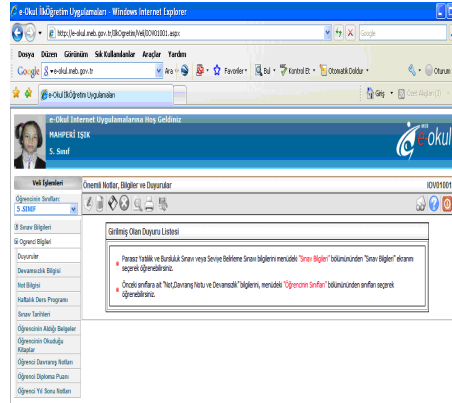 e-Okul İlköğretim Uygulamaları - Windows Internet Explorer
http://e-okul.meb.gov.tr/IlkOgretim/Veli/IOV01001.aspx
Google
Dosya Düzen Görünüm Sık Kullanılanlar Araçlar Yardım
Google e-okul.meb.gov.tr Ara Favoriler Bul Kontrol Et Otomatik Doldur Oturum
e-Okul İlköğretim Uygulamaları Giriş
e-Okul İnternet Uygulamalarına Hoş Geldiniz
MAHPERİ IŞIK
5. Sınıf
e-okul
Veli İşlemleri
Önemli Notlar, Bilgiler ve Duyurular IOV01001
Öğrencinin Sınıfları:
5.SINIF
Sınav Bilgileri
Öğrenci Bilgileri
Duyurular
Devamsızlık Bilgisi
Not Bilgisi
Haftalık Ders Programı
Sınav Tarihleri
Öğrencinin Aldığı Belgeler
Öğrencinin Okuduğu
Kitaplar
Öğrenci Davranış Notları
Öğrenci Diploma Puanı
Öğrenci Yıl Sonu Notları
Girilmiş Olan Duyuru Listesi
Parasız Yatılılık ve Bursluluk Sınavı veya Seviye Belirleme Sınavı bilgilerini menüdeki "Sınav Bilgileri" bölümününden "Sınav Bilgileri" ekranını
seçerek öğrenebilirsiniz.
Önceki sınıflara ait "Not,Davranış Notu ve Devamsızlık" bilgilerini, menüdeki "Öğrencinin Sınıfları" bölümününden sınıfları seçerek
öğrenebilirsiniz.